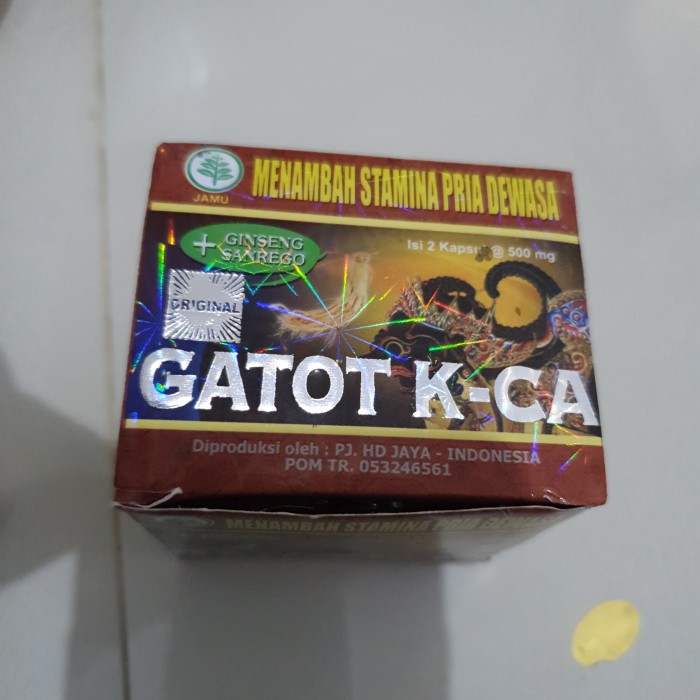 JAMU
MENAMBAH STAMINA PRIA DEWASA
+ GINSENG
SANREGO
Isi 2 Kapsul @ 500 mg
ORIGINAL
GATOT K-CA
Diproduksi oleh : PJ. HD JAYA - INDONESIA
POM TR. 053246561
MENAMBAH STAMINA PRIA DEWASA